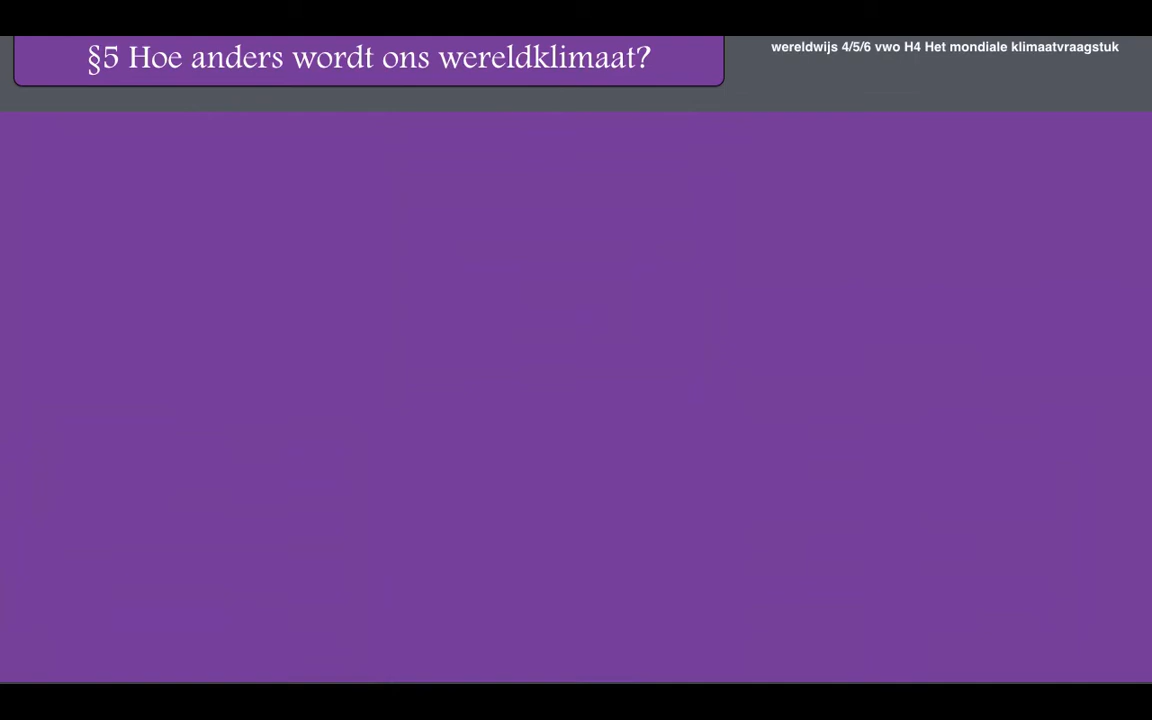 §5 Hoe anders wordt ons wereldklimaat?
wereldwijs 4/5/6 vwo H4 Het mondiale klimaatvraagstuk